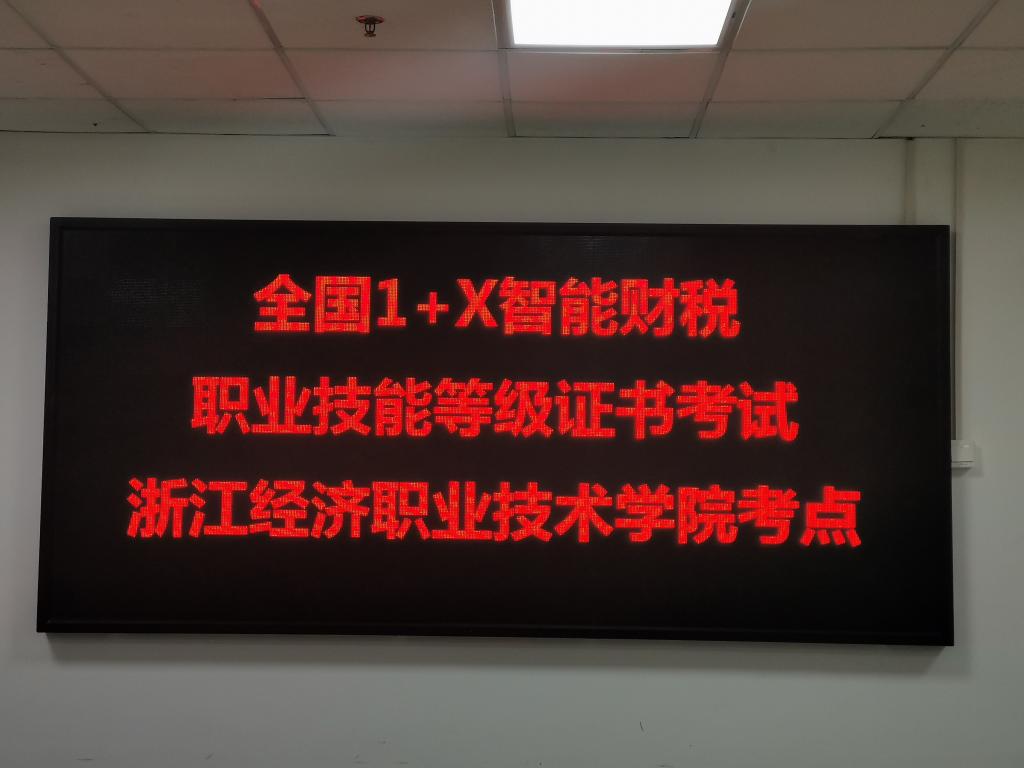 全国1+X智能财税
职业技能等级证书考试
浙江经济职业技术学院考点